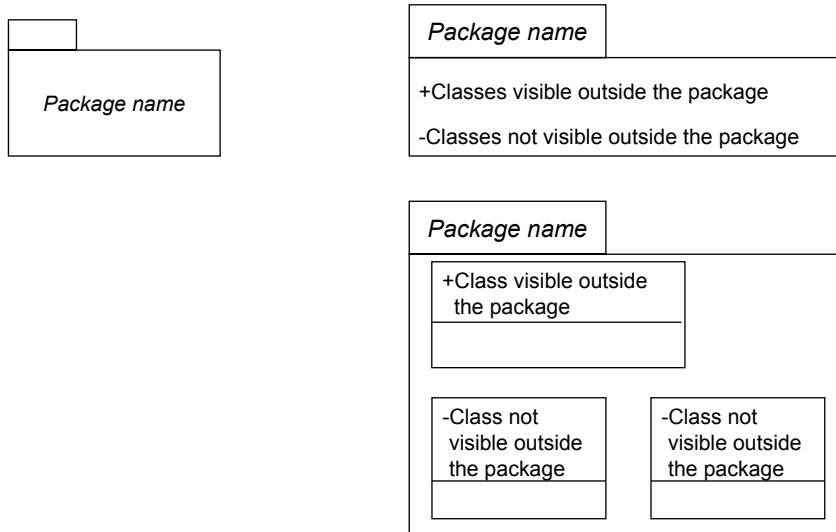 Package name
Package name
+Classes visible outside the package
-Classes not visible outside the package
Package name
+Class visible outside
the package
-Class not
visible outside
the package
-Class not
visible outside
the package